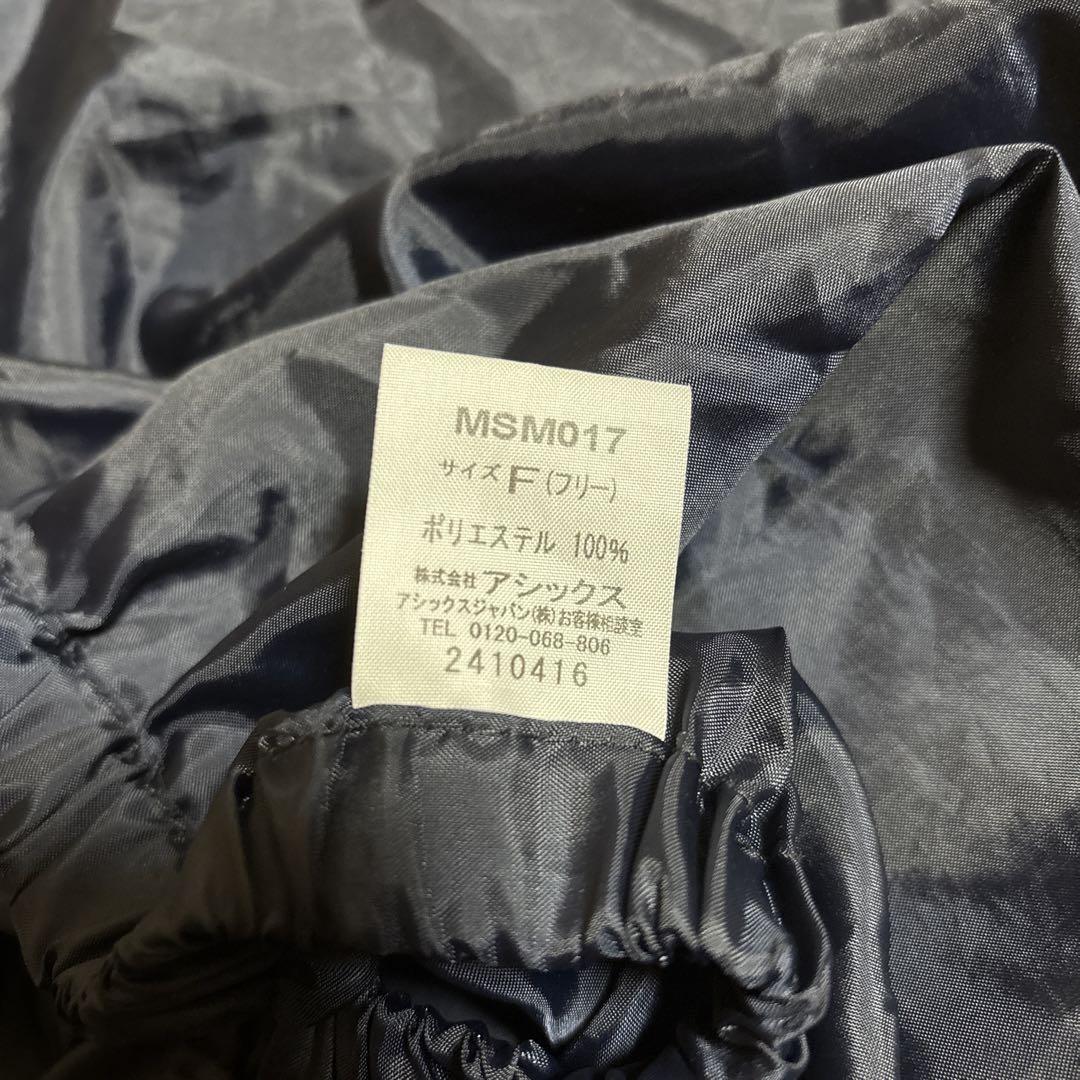 MSM017
サイズ F(フリー)
ポリエステル 100%
株式会社 アシックス
アシックスジャパン(株)お客様相談室
TEL 0120-068-806
2410416